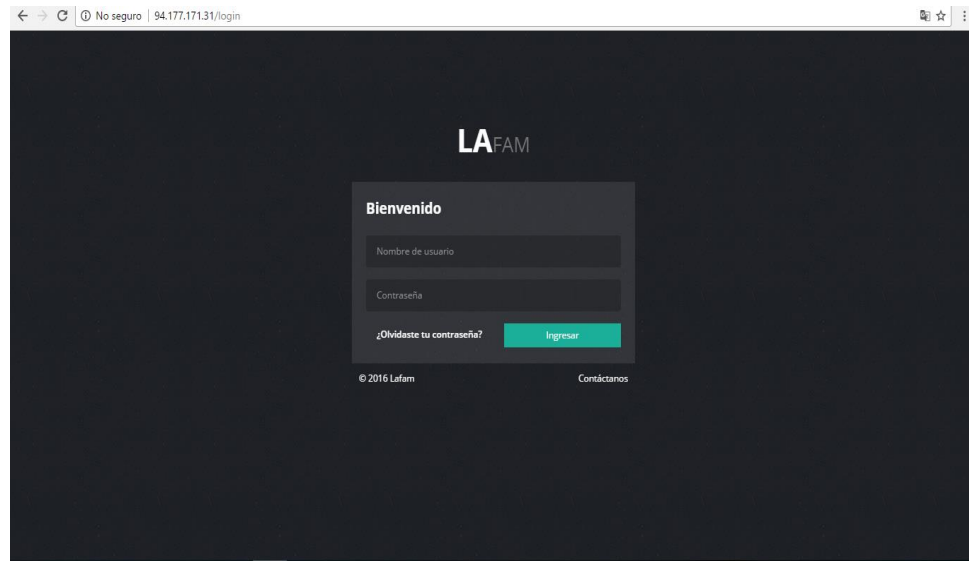 No seguro | 94.177.171.31/login
LAFAM
Bienvenido
Nombre de usuario
Contraseña
¿Olvidaste tu contraseña? Ingresar
© 2016 Lafam Contáctanos